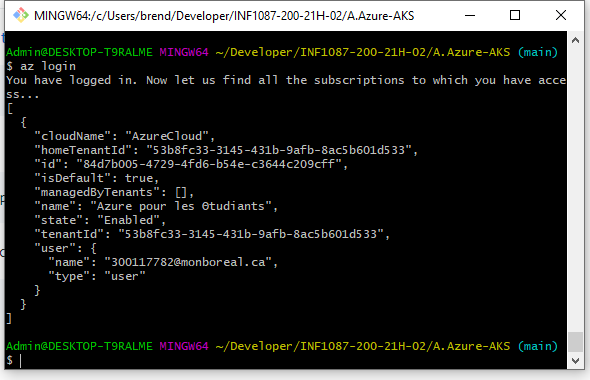 MINGW64:/c/Users/brend/Developer/INF1087-200-21H-02/A.Azure-AKS
Admin@DESKTOP-T9RALME MINGW64 ~/Developer/INF1087-200-21H-02/A.Azure-AKS (main)
$ az login
You have logged in. Now let us find all the subscriptions to which you have acce
ss...
[
  {
    "cloudName": "AzureCloud",
    "homeTenantId": "53b8fc33-3145-431b-9afb-8ac5b601d533",
    "id": "84d7b005-4729-4fd6-b54e-c3644c209cff",
    "isDefault": true,
    "managedByTenants": [],
    "name": "Azure pour les Θtudiants",
    "state": "Enabled",
    "tenantId": "53b8fc33-3145-431b-9afb-8ac5b601d533",
    "user": {
      "name": "300117782@monboreal.ca",
      "type": "user"
    }
  }
]
Admin@DESKTOP-T9RALME MINGW64 ~/Developer/INF1087-200-21H-02/A.Azure-AKS (main)
$